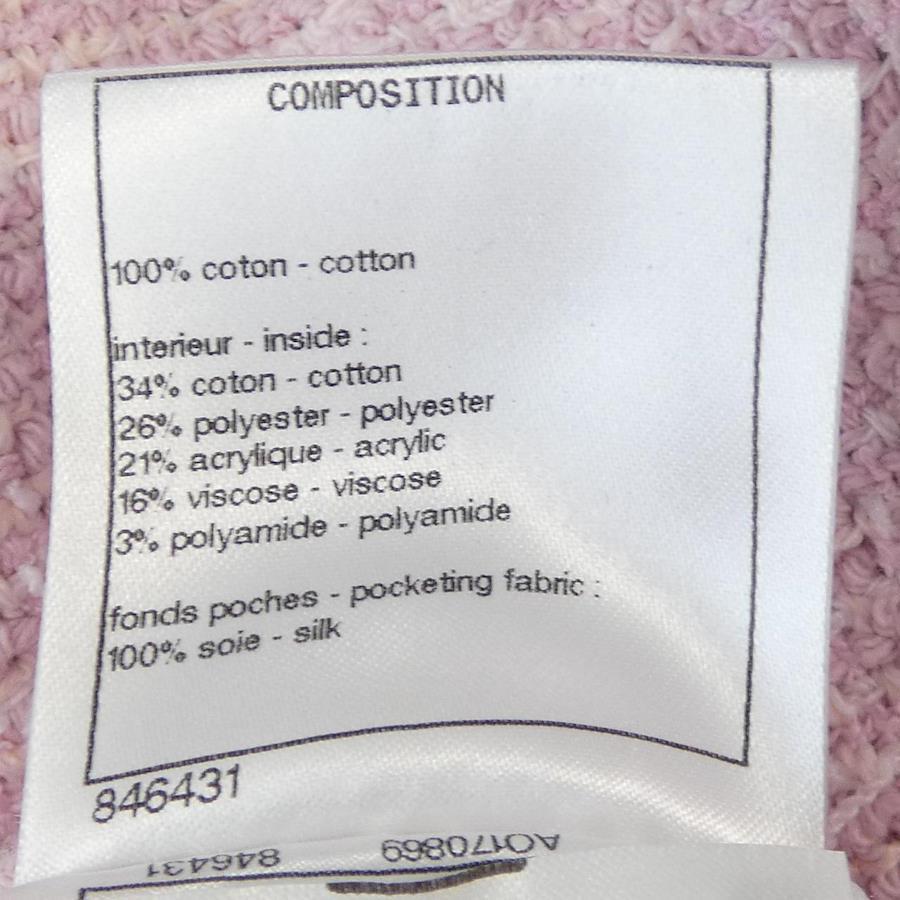 COMPOSITION
100% coton - cotton
interieur - inside :
34% coton - cotton
26% polyester - polyester
21% acrylique - acrylic
16% viscose - viscose
3% polyamide - polyamide
fonds poches - pocketing fabric :
100% soie - silk
846431
846431 AO170869